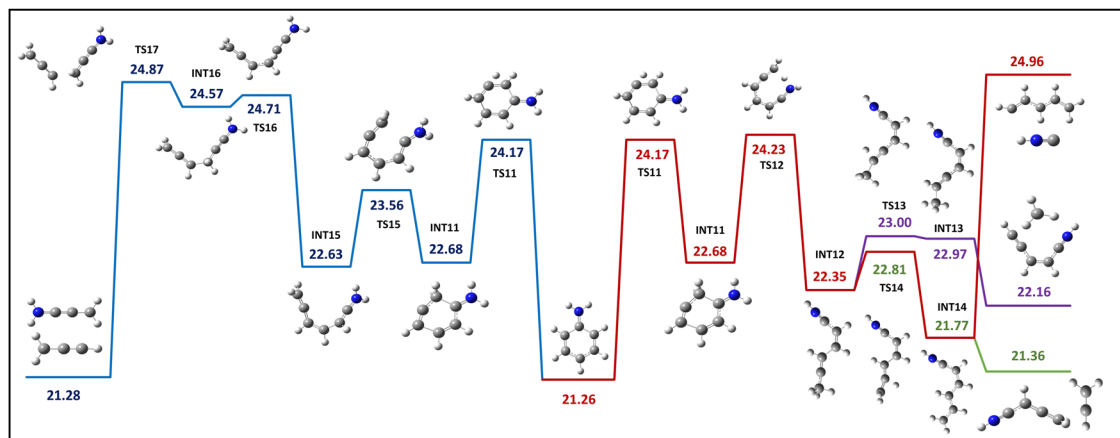 TS17
24.87
INT16
24.57
24.71
TS16
21.28
INT15
22.63
23.56
TS15
INT11
22.68
24.17
TS11
21.26
24.17
TS11
INT11
22.68
24.23
TS12
INT12
22.35
TS13
23.00
22.81
TS14
INT13
22.97
INT14
21.77
24.96
22.16
21.36